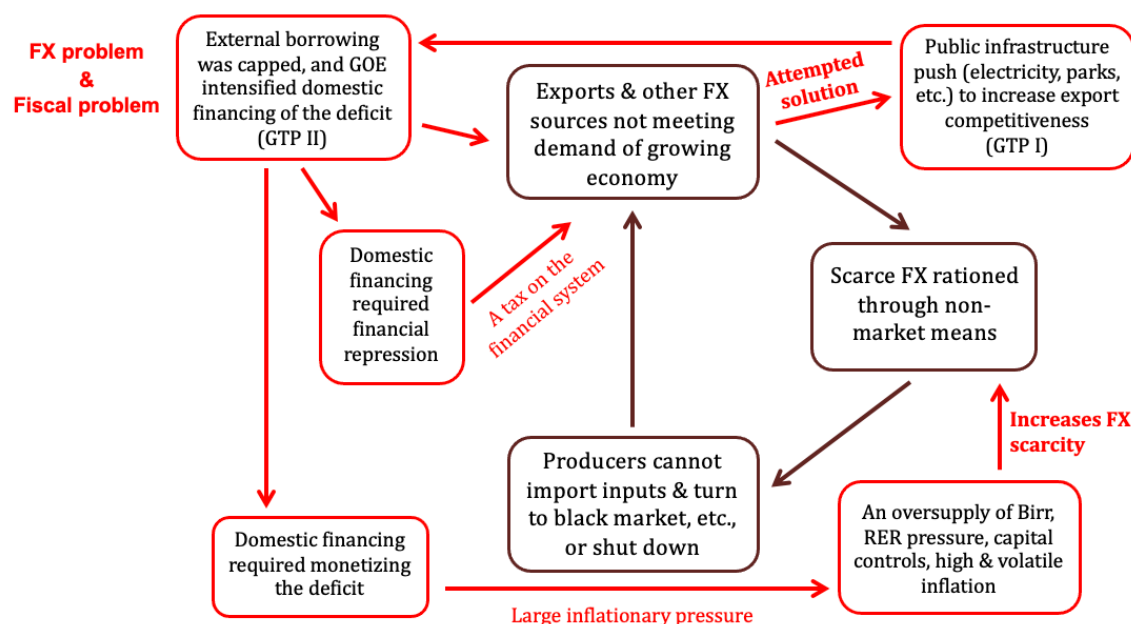 FX problem
&
Fiscal problem
External borrowing
was capped, and GOE
intensified domestic
financing of the deficit
(GTP II)
Exports & other FX
sources not meeting
demand of growing
economy
Attempted
solution
Public infrastructure
push (electricity, parks,
etc.) to increase export
competitiveness
(GTP I)
Domestic
financing
required
financial
repression
A tax on the
financial system
Scarce FX rationed
through non-
market means
Increases FX
scarcity
Producers cannot
import inputs & turn
to black market, etc.,
or shut down
An oversupply of Birr,
RER pressure, capital
controls, high & volatile
inflation
Domestic financing
required monetizing
the deficit
Large inflationary pressure